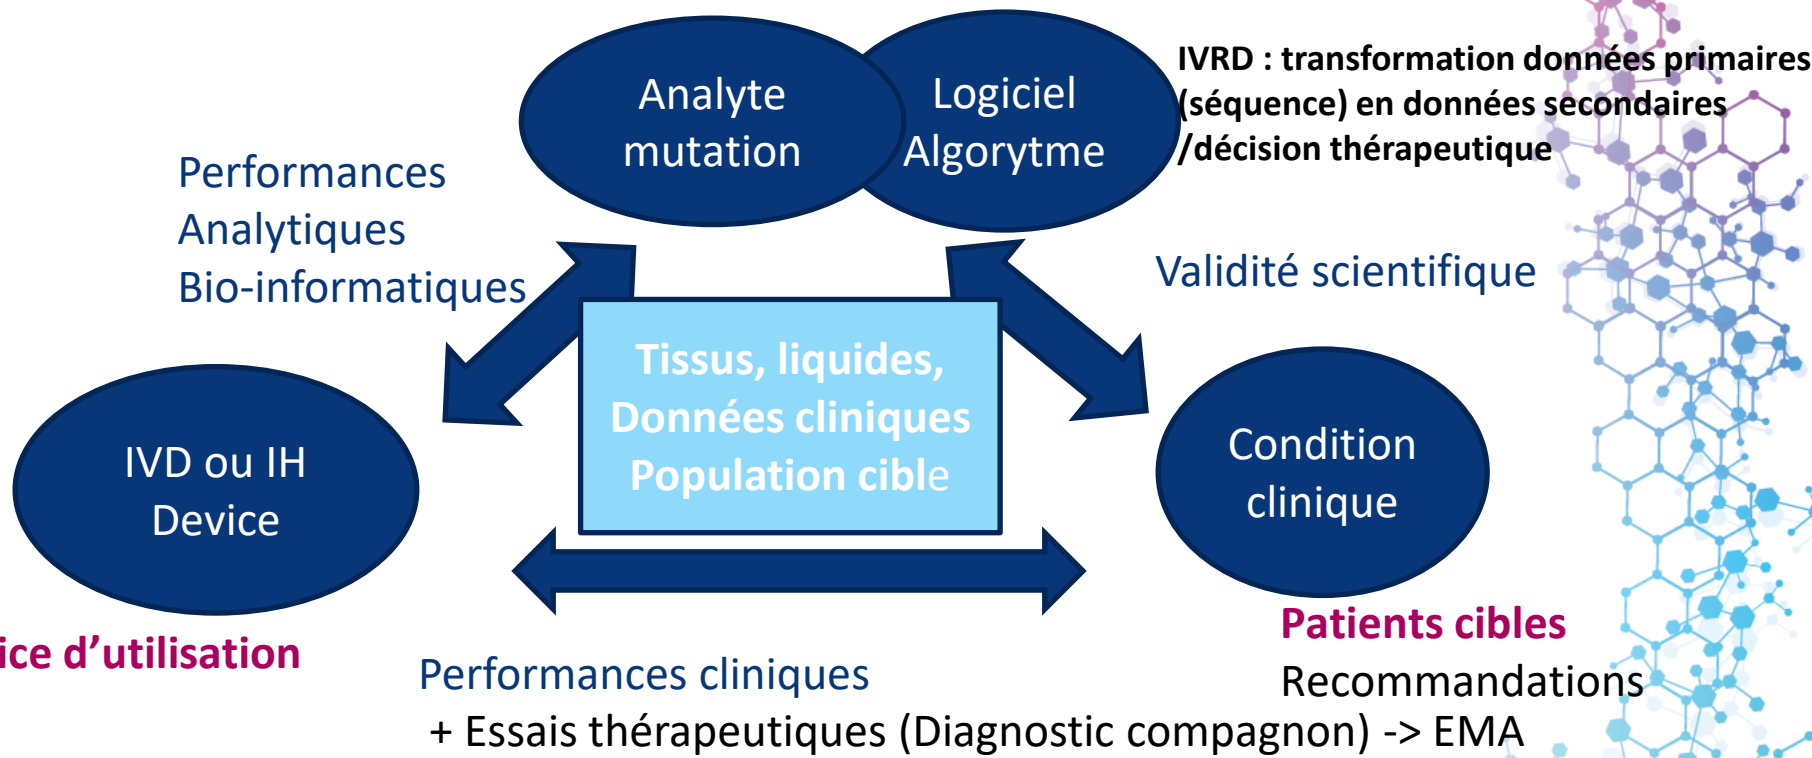 Analyte
mutation
Logiciel
Algorytme
IVRD : transformation données primaires
(séquence) en données secondaires
/décision thérapeutique
Performances
Analytiques
Bio-informatiques
Validité scientifique
Tissus, liquides,
Données cliniques
Population cible
IVD ou IH
Device
Condition
clinique
ice d’utilisation
Patients cibles
Recommandations
Performances cliniques
+ Essais thérapeutiques (Diagnostic compagnon) -> EMA